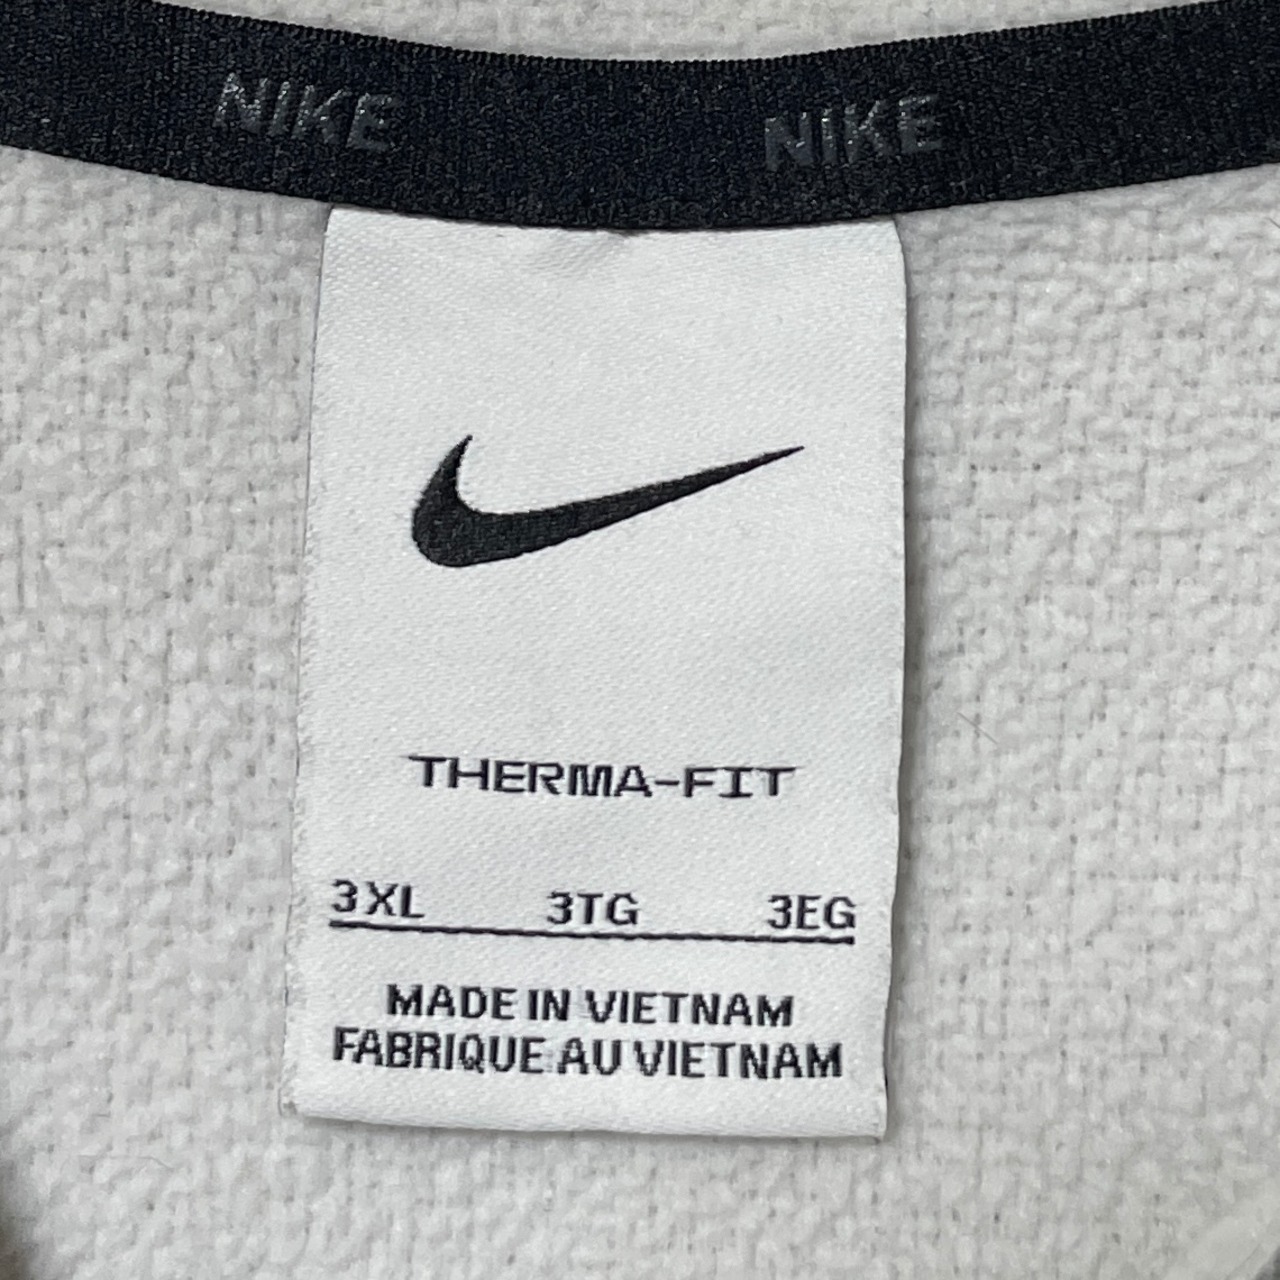 NIKE NIKE
THERMA-FIT
3XL 3TG 3EG
MADE IN VIETNAM
FABRIQUE AU VIETNAM